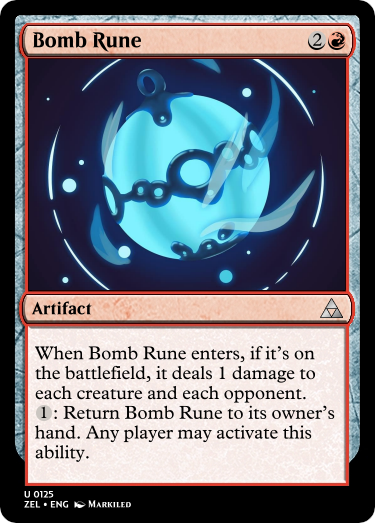 Bomb Rune 2
Artifact
When Bomb Rune enters, if it's on
the battlefield, it deals 1 damage to
each creature and each opponent.
1: Return Bomb Rune to its owner's
hand. Any player may activate this
ability.
U 0125
ZEL • ENG MARKILED